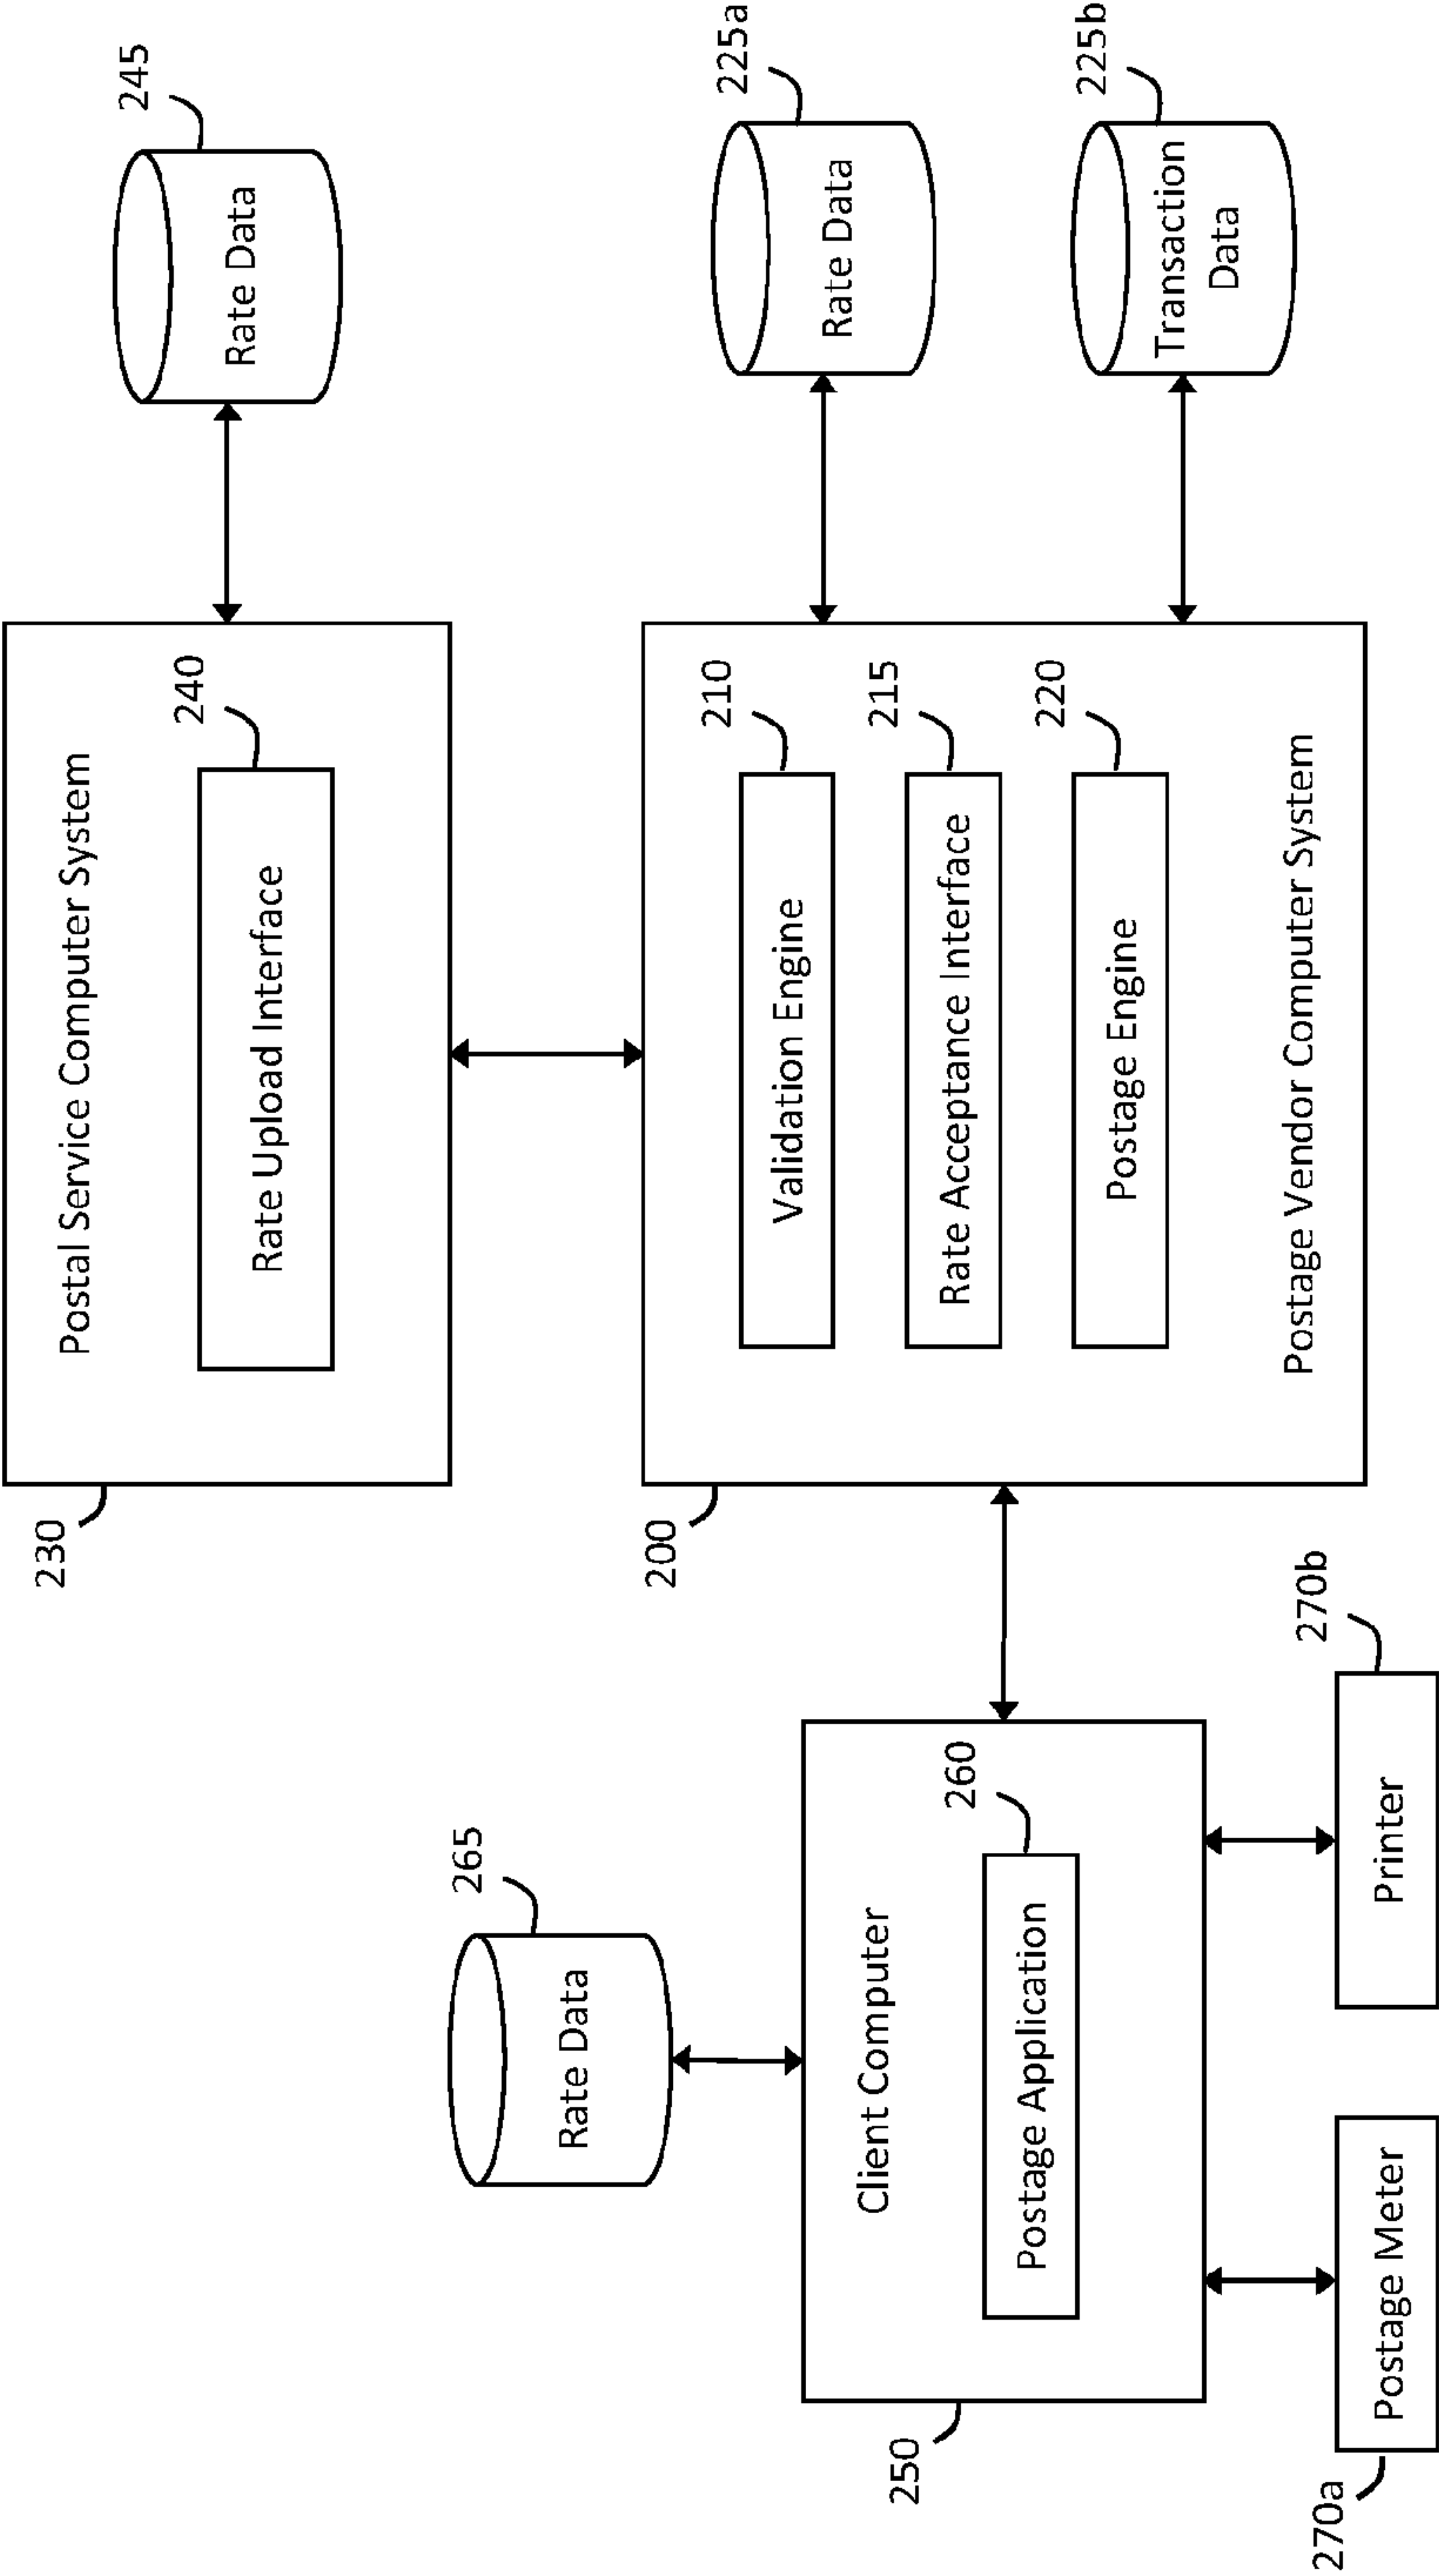 230
Postal Service Computer System
240
Rate Upload Interface
245
Rate Data
265
Rate Data
200
210
Validation Engine
215
Rate Acceptance Interface
220
Postage Engine
Postage Vendor Computer System
225a
Rate Data
225b
Transaction
Data
250
Client Computer
260
Postage Application
270a
Postage Meter
270b
Printer